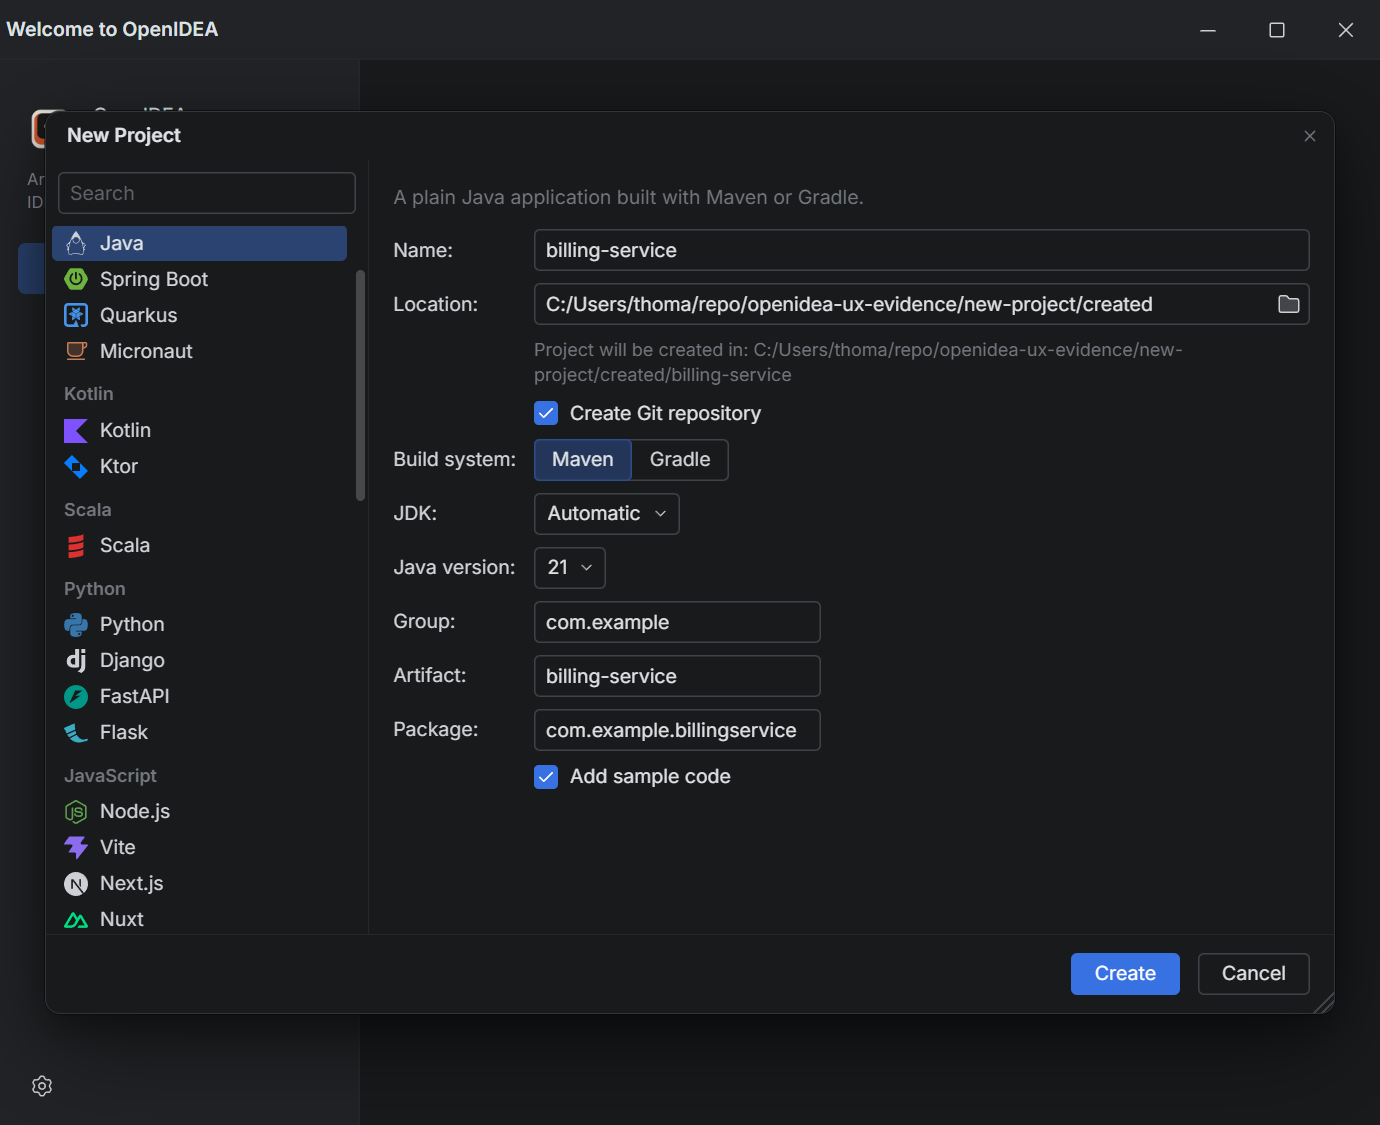 Welcome to OpenIDEA
New Project
Search
Java
Spring Boot
Quarkus
Micronaut
Kotlin
Kotlin
Ktor
Scala
Scala
Python
Python
Django
FastAPI
Flask
JavaScript
Node.js
Vite
Next.js
Nuxt
A plain Java application built with Maven or Gradle.
Name: billing-service
Location: C:/Users/thoma/repo/openidea-ux-evidence/new-project/created
Project will be created in: C:/Users/thoma/repo/openidea-ux-evidence/new-
project/created/billing-service
Create Git repository
Build system: Maven Gradle
JDK: Automatic
Java version: 21
Group: com.example
Artifact: billing-service
Package: com.example.billingservice
Add sample code
Create Cancel